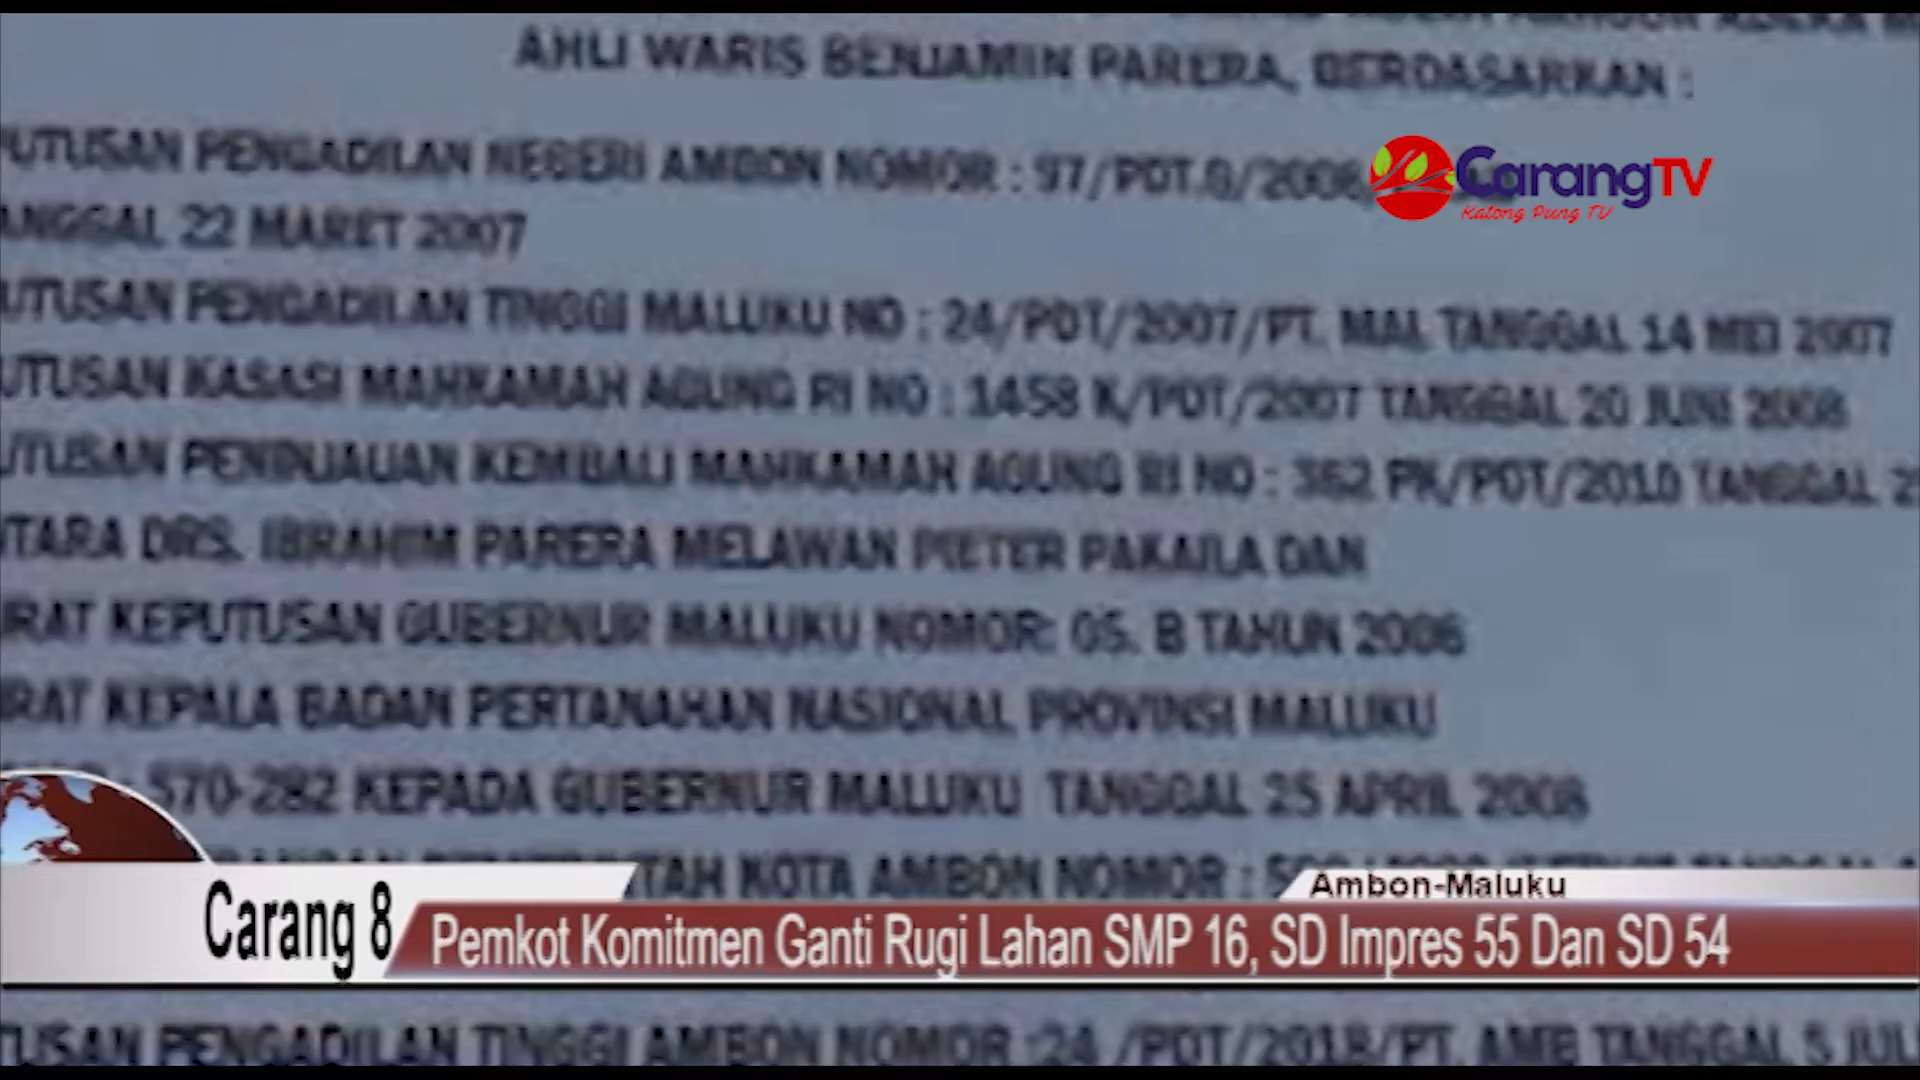 AHLI WARIS BENJAMIN PARERA, BERDASARKAN :
PUTUSAN PENGADILAN NEGERI AMBON NOMOR : 97/PDT.G/2006
TANGGAL 22 MARET 2007
UTUSAN PENGADILAN TINGGI MALUKU NO : 24/PDT/2007/PT. MAL TANGGAL 14 MEI 2007
UTUSAN KASASI MAHKAMAH AGUNG RI NO : 1458 K/PDT/2007 TANGGAL 20 JUNI 2008
UTUSAN PENINJAUAN KEMBALI MAHKAMAH AGUNG RI NO : 362 PK/PDT/2010 TANGGAL
NTARA DRS. IBRAHIM PARERA MELAWAN PIETER PAKAILA DAN
URAT KEPUTUSAN GUBERNUR MALUKU NOMOR: 05. B TAHUN 2006
URAT KEPALA BADAN PERTANAHAN NASIONAL PROVINSI MALUKU
: 570-282 KEPADA GUBERNUR MALUKU TANGGAL 25 APRIL 2008
KOTA AMBON NOMOR :
TUSAN PENGADILAN TINGGI AMBON NOMOR :24 /PDT/2018/PT. AMB TANGGAL 5 JULI
CarangTV
Katong Pung TV
Ambon-Maluku
Carang 8
Pemkot Komitmen Ganti Rugi Lahan SMP 16, SD Impres 55 Dan SD 54